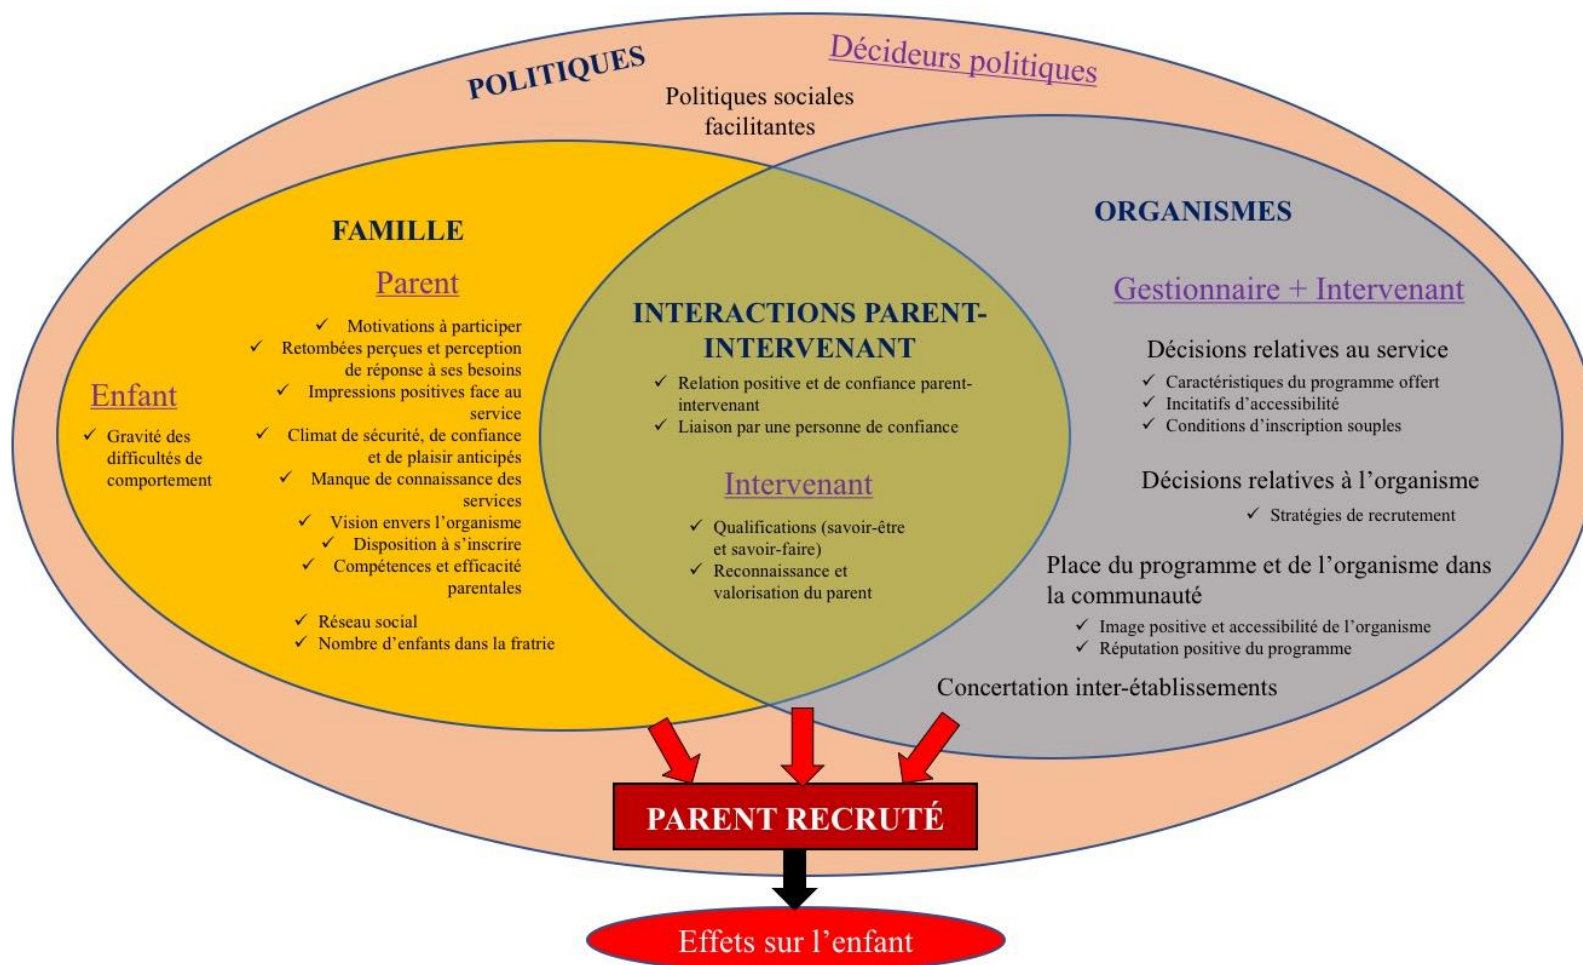 POLITIQUES
Décideurs politiques
Politiques sociales
facilitantes
FAMILLE
Parent
✓ Motivations à participer
✓ Retombées perçues et perception
de réponse à ses besoins
✓ Impressions positives face au
service
✓ Climat de sécurité, de confiance
et de plaisir anticipés
✓ Manque de connaissance des
services
✓ Vision envers l’organisme
✓ Disposition à s’inscrire
✓ Compétences et efficacité
parentales
✓ Réseau social
✓ Nombre d’enfants dans la fratrie
Enfant
✓ Gravité des
difficultés de
comportement
INTERACTIONS PARENT-
INTERVENANT
✓ Relation positive et de confiance parent-
intervenant
✓ Liaison par une personne de confiance
Intervenant
✓ Qualifications (savoir-être
et savoir-faire)
✓ Reconnaissance et
valorisation du parent
ORGANISMES
Gestionnaire + Intervenant
Décisions relatives au service
✓ Caractéristiques du programme offert
✓ Incitatifs d’accessibilité
✓ Conditions d’inscription souples
Décisions relatives à l’organisme
✓ Stratégies de recrutement
Place du programme et de l’organisme dans
la communauté
✓ Image positive et accessibilité de l’organisme
✓ Réputation positive du programme
Concertation inter-établissements
PARENT RECRUTÉ
Effets sur l’enfant